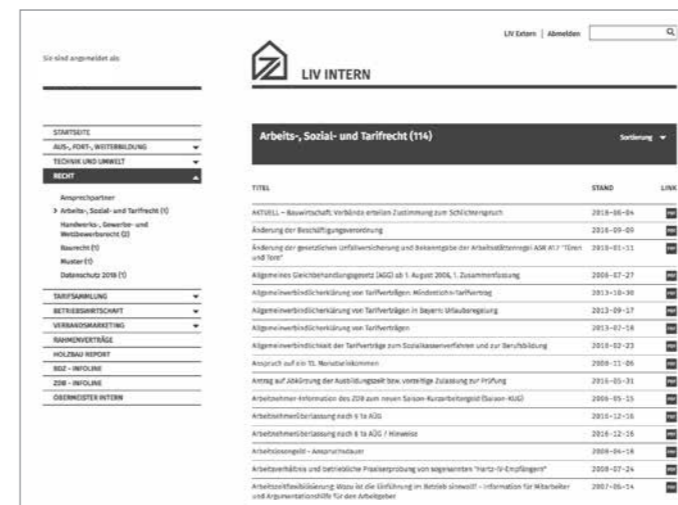 LIV Extern | Abmelden
Sie sind angemeldet als:
LIV INTERN
STARTSEITE
AUS-, FORT-, WEITERBILDUNG
TECHNIK UND UMWELT
RECHT
Ansprechpartner
Arbeits-, Sozial- und Tarifrecht (1)
Handwerks-, Gewerbe- und
Wettbewerbsrecht (2)
Baurecht (1)
Muster (1)
Datenschutz 2018 (1)
TARIFSAMMLUNG
BETRIEBSWIRTSCHAFT
VERBANDSMARKETING
RAHMENVERTRÄGE
HOLZBAU REPORT
BDZ - INFOLINE
ZDB - INFOLINE
OBERMEISTER INTERN
Arbeits-, Sozial- und Tarifrecht (114)
Sortierung
TITEL STAND LINK
AKTUELL – Bauwirtschaft: Verbände erteilen Zustimmung zum Schlichterspruch 2018-06-04
Änderung der Beschäftigungsverordnung 2016-09-09
Änderung der gesetzlichen Unfallversicherung und Bekanntgabe der Arbeitsstättenregel ASR A1.7 "Türen 2010-01-11
und Tore"
Allgemeines Gleichbehandlungsgesetz (AGG) ab 1. August 2006, 1. Zusammenfassung 2006-07-27
Allgemeinverbindlicherklärung von Tarifverträgen: Mindestlohn-Tarifvertrag 2013-10-30
Allgemeinverbindlicherklärung von Tarifverträgen in Bayern: Urlaubsregelung 2013-09-17
Allgemeinverbindlicherklärung von Tarifverträgen 2013-07-18
Allgemeinverbindlichkeit der Tarifverträge zum Sozialkassenverfahren und zur Berufsbildung 2010-02-23
Anspruch auf ein 13. Monatseinkommen 2008-11-06
Antrag auf Abkürzung der Ausbildungszeit bzw. vorzeitige Zulassung zur Prüfung 2016-05-31
Arbeitnehmer-Information des ZDB zum neuen Saison-Kurzarbeitergeld (Saison-KUG) 2006-05-15
Arbeitnehmerüberlassung nach § 1a AÜG 2016-12-16
Arbeitnehmerüberlassung nach § 1a AÜG / Hinweise 2016-12-16
Arbeitslosengeld - Anspruchsdauer 2008-04-18
Arbeitsverhältnis und betriebliche Praxiserprobung von sogenannten "Hartz-IV-Empfängern" 2008-07-24
Arbeitszeitflexibilisierung: Wozu ist die Einführung im Betrieb sinnvoll? - Information für Mitarbeiter 2007-06-14
und Argumentationshilfe für den Arbeitgeber